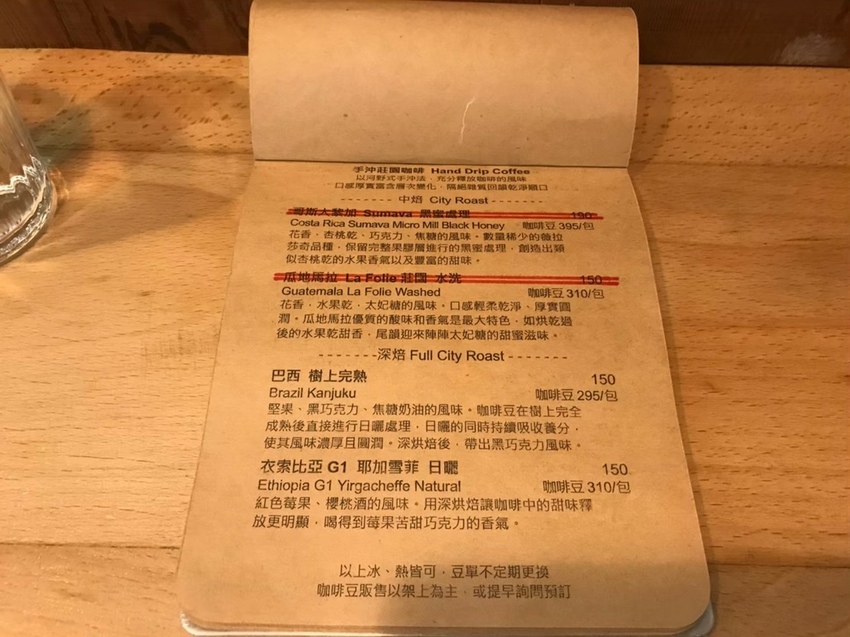 手沖莊園咖啡 Hand Drip Coffee
以河野式手沖法，充分釋放咖啡的風味
口感厚實富含層次變化，隔絕雜質回韻乾淨順口
--------中焙 City Roast--------
哥斯大黎加 Sumava 黑蜜處理 190
Costa Rica Sumava Micro Mill Black Honey 咖啡豆 395/包
花香，杏桃乾、巧克力、焦糖的風味。數量稀少的薇拉
莎奇品種，保留完整果膠層進行的黑蜜處理，創造出類
似杏桃乾的水果香氣以及豐富的甜味。
瓜地馬拉 La Folie 莊園 水洗 150
Guatemala La Folie Washed 咖啡豆 310/包
花香，水果乾，太妃糖的風味。口感輕柔乾淨、厚實圓
潤。瓜地馬拉優質的酸味和香氣是最大特色，如烘乾過
後的水果乾甜香，尾韻迎來陣陣太妃糖的甜蜜滋味。
-------深焙 Full City Roast-------
巴西 樹上完熟 150
Brazil Kanjuku 咖啡豆 295/包
堅果、黑巧克力、焦糖奶油的風味。咖啡豆在樹上完全
成熟後直接進行日曬處理，日曬的同時持續吸收養分，
使其風味濃厚且圓潤。深烘焙後，帶出黑巧克力風味。
衣索比亞 G1 耶加雪菲 日曬 150
Ethiopia G1 Yirgacheffe Natural 咖啡豆 310/包
紅色莓果、櫻桃酒的風味。用深烘焙讓咖啡中的甜味釋
放更明顯，喝得到莓果苦甜巧克力的香氣。
以上冰、熱皆可，豆單不定期更換
咖啡豆販售以架上為主，或提早詢問預訂